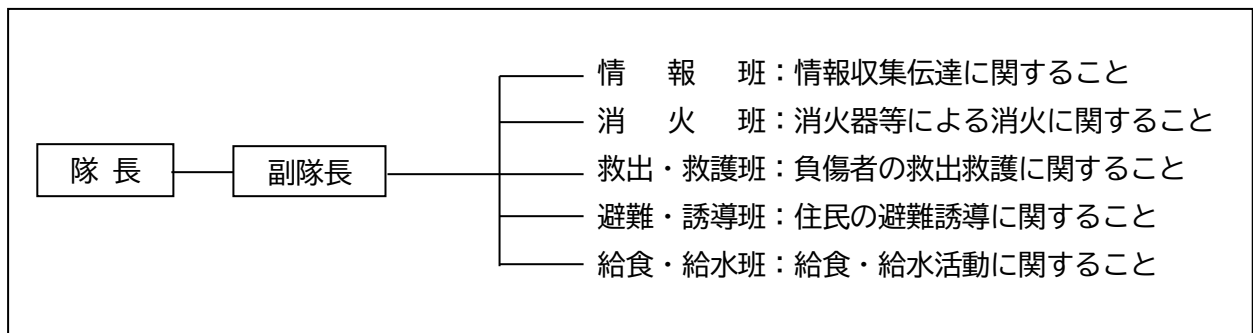 情報班：情報収集伝達に関すること
消火班：消火器等による消火に関すること
隊長
副隊長
救出・救護班：負傷者の救出救護に関すること
避難・誘導班：住民の避難誘導に関すること
給食・給水班：給食・給水活動に関すること